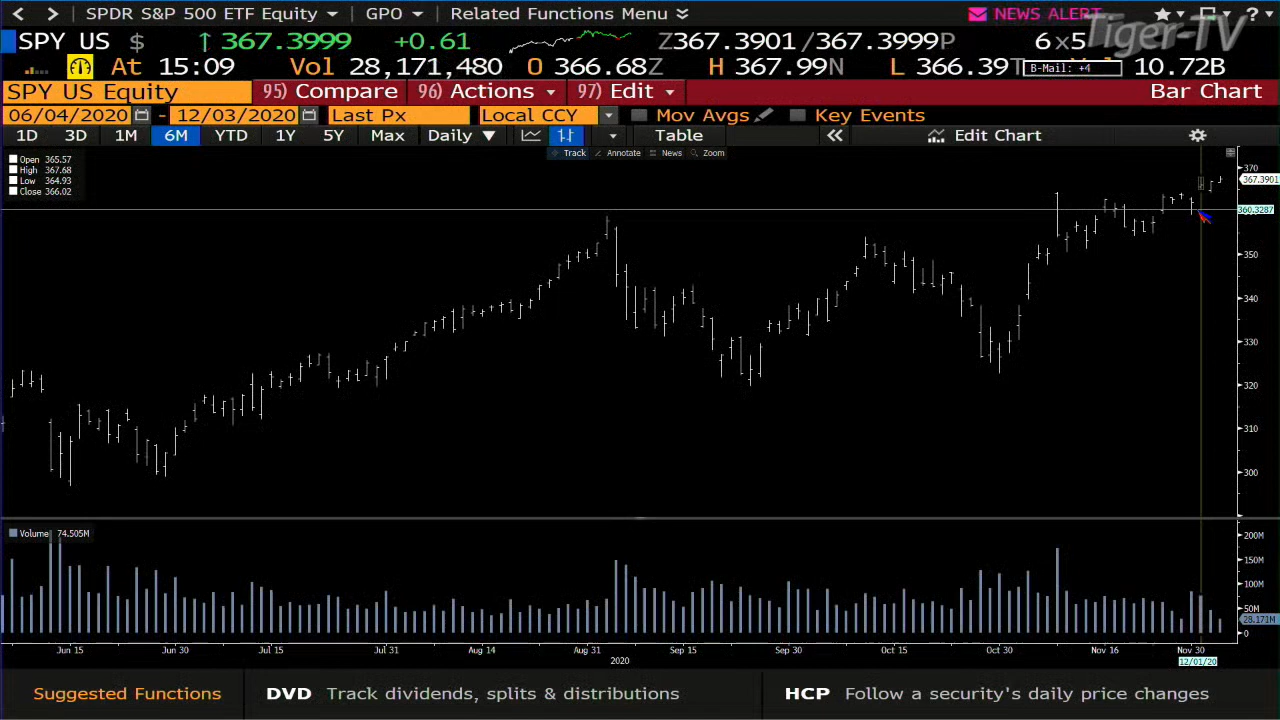 SPDR S&P 500 ETF Equity GPO Related Functions Menu NEWS ALERT ?
Tiger-TV
SPY US $ ↑ 367.3999 +0.61 Z367.3901/367.3999P 6x5
At 15:09 Vol 28,171,480 O 366.68Z H 367.99N L 366.39T 10.72B
B-Mail: +4
SPY US Equity 95) Compare 96) Actions 97) Edit Bar Chart
06/04/2020 - 12/03/2020 Last Px Local CCY Mov Avgs Key Events
1D 3D 1M 6M YTD 1Y 5Y Max Daily ▼ Table « Edit Chart
Track Annotate News Zoom
Open 365.57
High 367.68
Low 364.93
Close 366.02
370
367.3901
360.3287
350
340
330
320
310
300
Volume 74.505M
200M
150M
100M
50M
28.171M
0
Jun 15 Jun 30 Jul 15 Jul 31 Aug 14 Aug 31 Sep 15 Sep 30 Oct 15 Oct 30 Nov 16 Nov 30
2020 12/01/20
Suggested Functions DVD Track dividends, splits & distributions HCP Follow a security's daily price changes